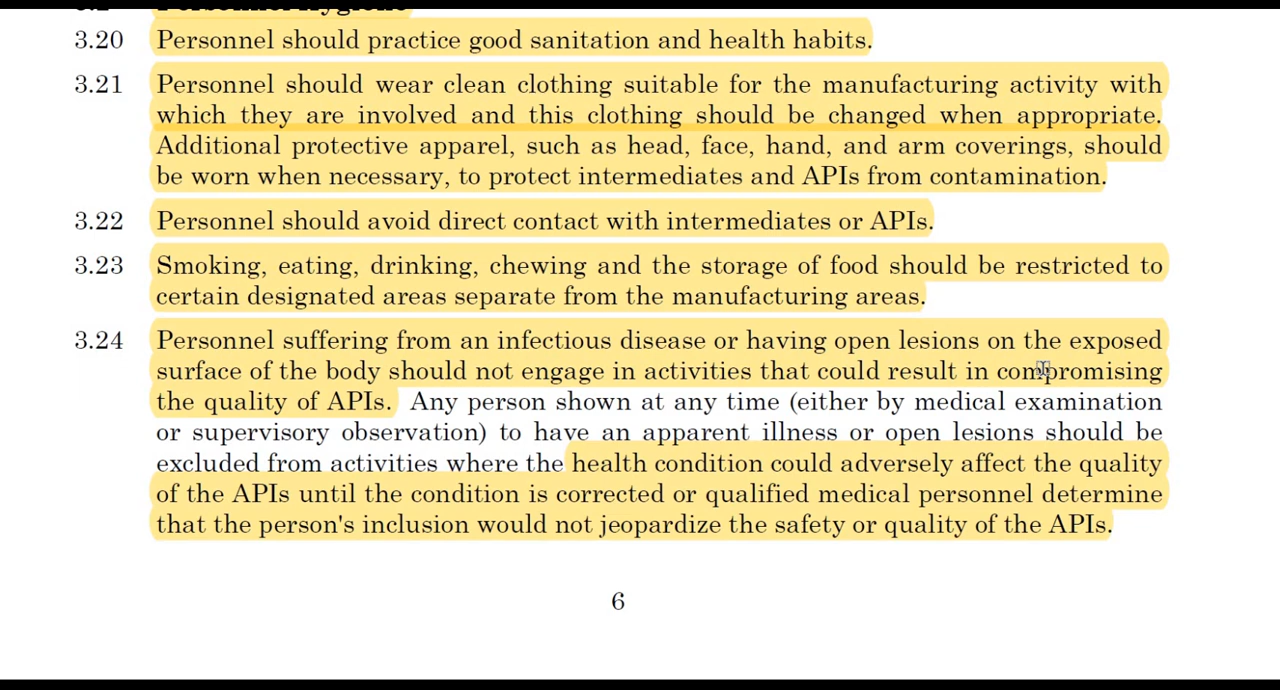 Personnel Hygiene
3.20 Personnel should practice good sanitation and health habits.
3.21 Personnel should wear clean clothing suitable for the manufacturing activity with
which they are involved and this clothing should be changed when appropriate.
Additional protective apparel, such as head, face, hand, and arm coverings, should
be worn when necessary, to protect intermediates and APIs from contamination.
3.22 Personnel should avoid direct contact with intermediates or APIs.
3.23 Smoking, eating, drinking, chewing and the storage of food should be restricted to
certain designated areas separate from the manufacturing areas.
3.24 Personnel suffering from an infectious disease or having open lesions on the exposed
surface of the body should not engage in activities that could result in compromising
the quality of APIs. Any person shown at any time (either by medical examination
or supervisory observation) to have an apparent illness or open lesions should be
excluded from activities where the health condition could adversely affect the quality
of the APIs until the condition is corrected or qualified medical personnel determine
that the person's inclusion would not jeopardize the safety or quality of the APIs.
6